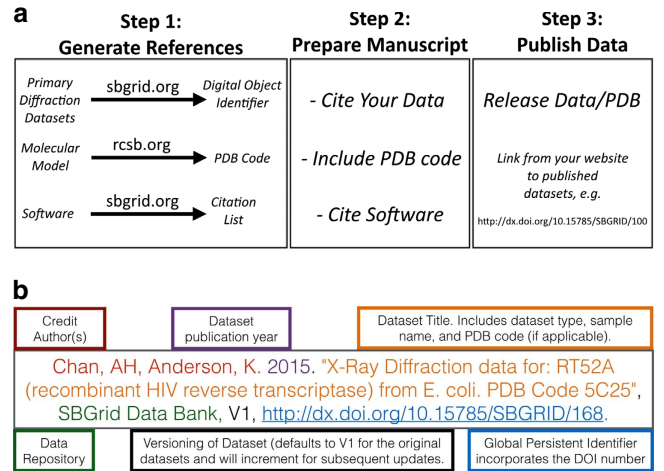 a
Step 1:
Generate References
Step 2:
Prepare Manuscript
Step 3:
Publish Data
Primary
Diffraction
Datasets
sbgrid.org
Digital Object
Identifier
Molecular
Model
rcsb.org
PDB Code
Software
sbgrid.org
Citation
List
- Cite Your Data
- Include PDB code
- Cite Software
Release Data/PDB
Link from your website
to published
datasets, e.g.
http://dx.doi.org/10.15785/SBGRID/100
b
Credit
Author(s)
Dataset
publication year
Dataset Title. Includes dataset type, sample
name, and PDB code (if applicable).
Chan, AH, Anderson, K. 2015. "X-Ray Diffraction data for: RT52A
(recombinant HIV reverse transcriptase) from E. coli. PDB Code 5C25",
SBGrid Data Bank, V1, http://dx.doi.org/10.15785/SBGRID/168.
Data
Repository
Versioning of Dataset (defaults to V1 for the original
datasets and will increment for subsequent updates.
Global Persistent Identifier
incorporates the DOI number